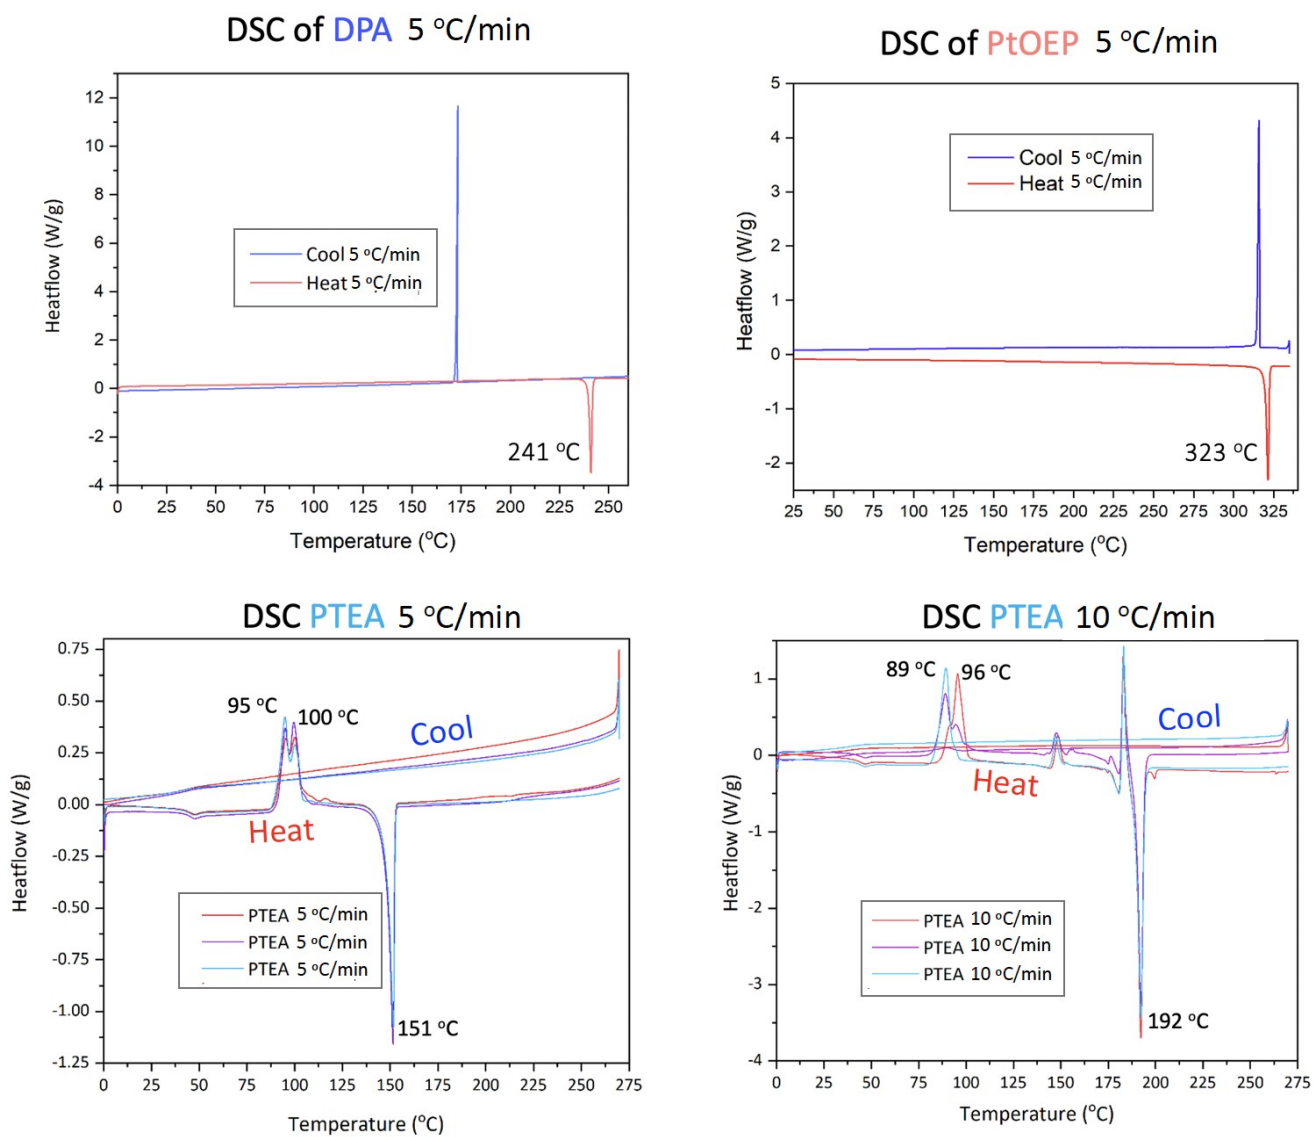 DSC of DPA 5 °C/min
12
10
8
6
4
2
0
-2
-4
Heatflow (W/g)
Cool 5 °C/min
Heat 5 °C/min
241 °C
0 25 50 75 100 125 150 175 200 225 250
Temperature (°C)
DSC of PtOEP 5 °C/min
5
4
3
2
1
0
-1
-2
Heatflow (W/g)
Cool 5 °C/min
Heat 5 °C/min
323 °C
25 50 75 100 125 150 175 200 225 250 275 300 325
Temperature (°C)
DSC PTEA 5 °C/min
0.75
0.50
0.25
0.00
-0.25
-0.50
-0.75
-1.00
-1.25
Heatflow (W/g)
95 °C
100 °C
Cool
Heat
PTEA 5 °C/min
PTEA 5 °C/min
PTEA 5 °C/min
151 °C
0 25 50 75 100 125 150 175 200 225 250 275
Temperature (°C)
DSC PTEA 10 °C/min
1
0
-1
-2
-3
-4
Heatflow (W/g)
89 °C
96 °C
Cool
Heat
PTEA 10 °C/min
PTEA 10 °C/min
PTEA 10 °C/min
192 °C
0 25 50 75 100 125 150 175 200 225 250 275
Temperature (°C)